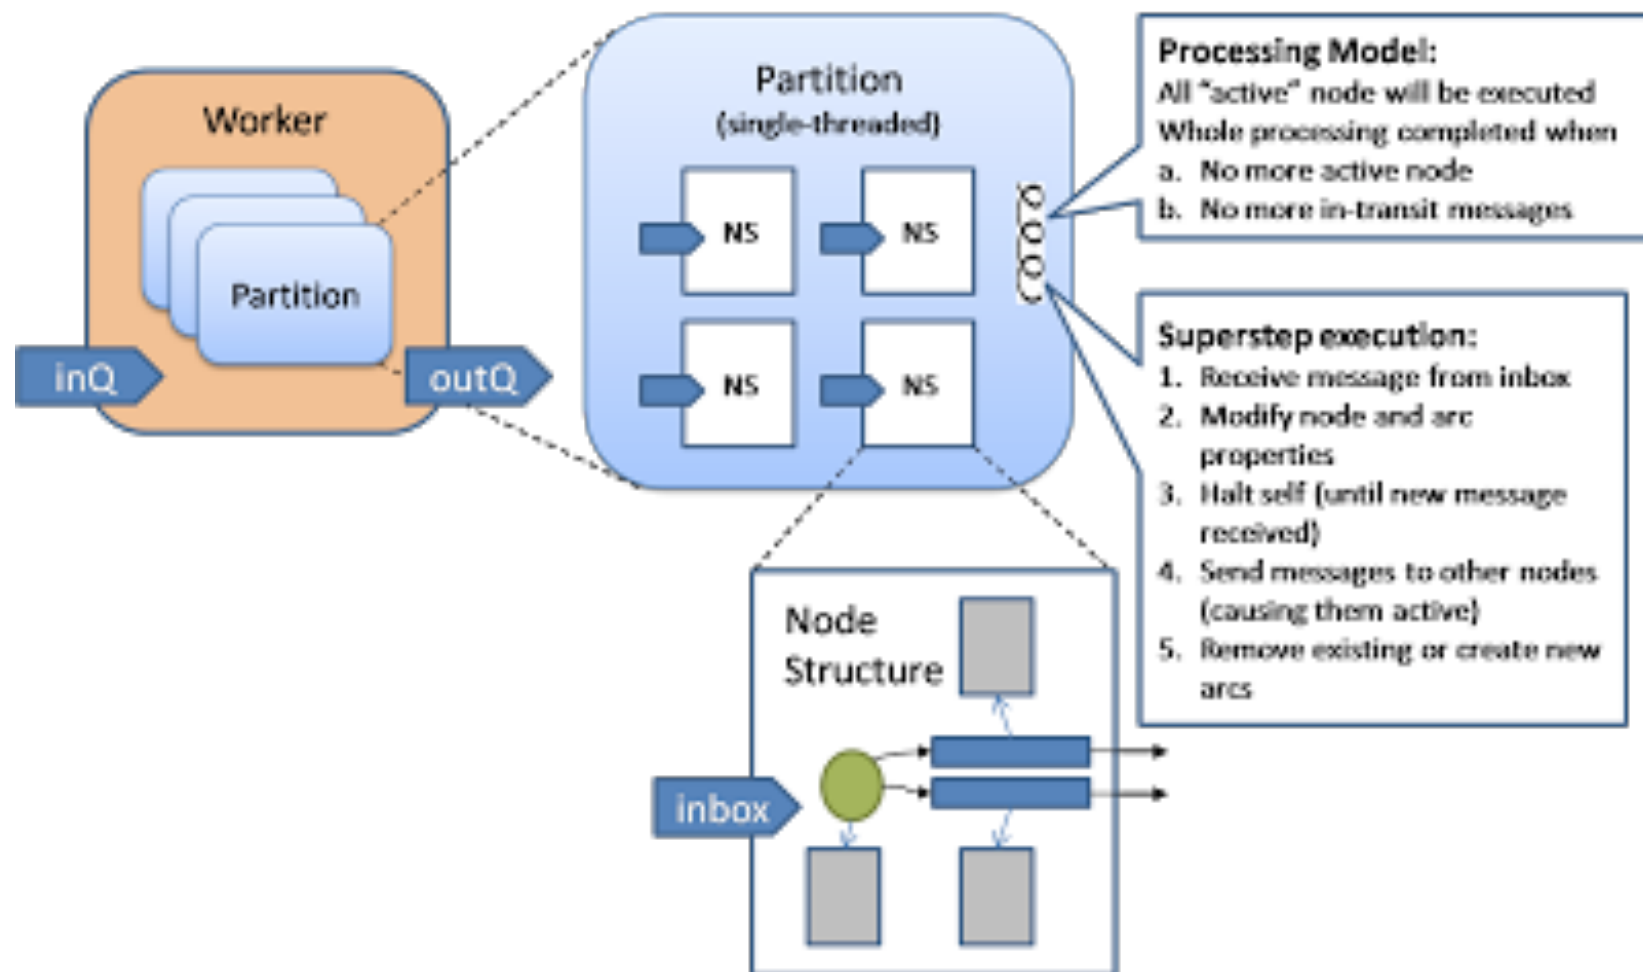 Worker
Partition
inQ
outQ
Partition
(single-threaded)
NS
NS
NS
NS
Processing Model:
All "active" node will be executed
Whole processing completed when
a. No more active node
b. No more in-transit messages
Superstep execution:
1. Receive message from inbox
2. Modify node and arc
properties
3. Halt self (until new message
received)
4. Send messages to other nodes
(causing them active)
5. Remove existing or create new
arcs
Node
Structure
inbox